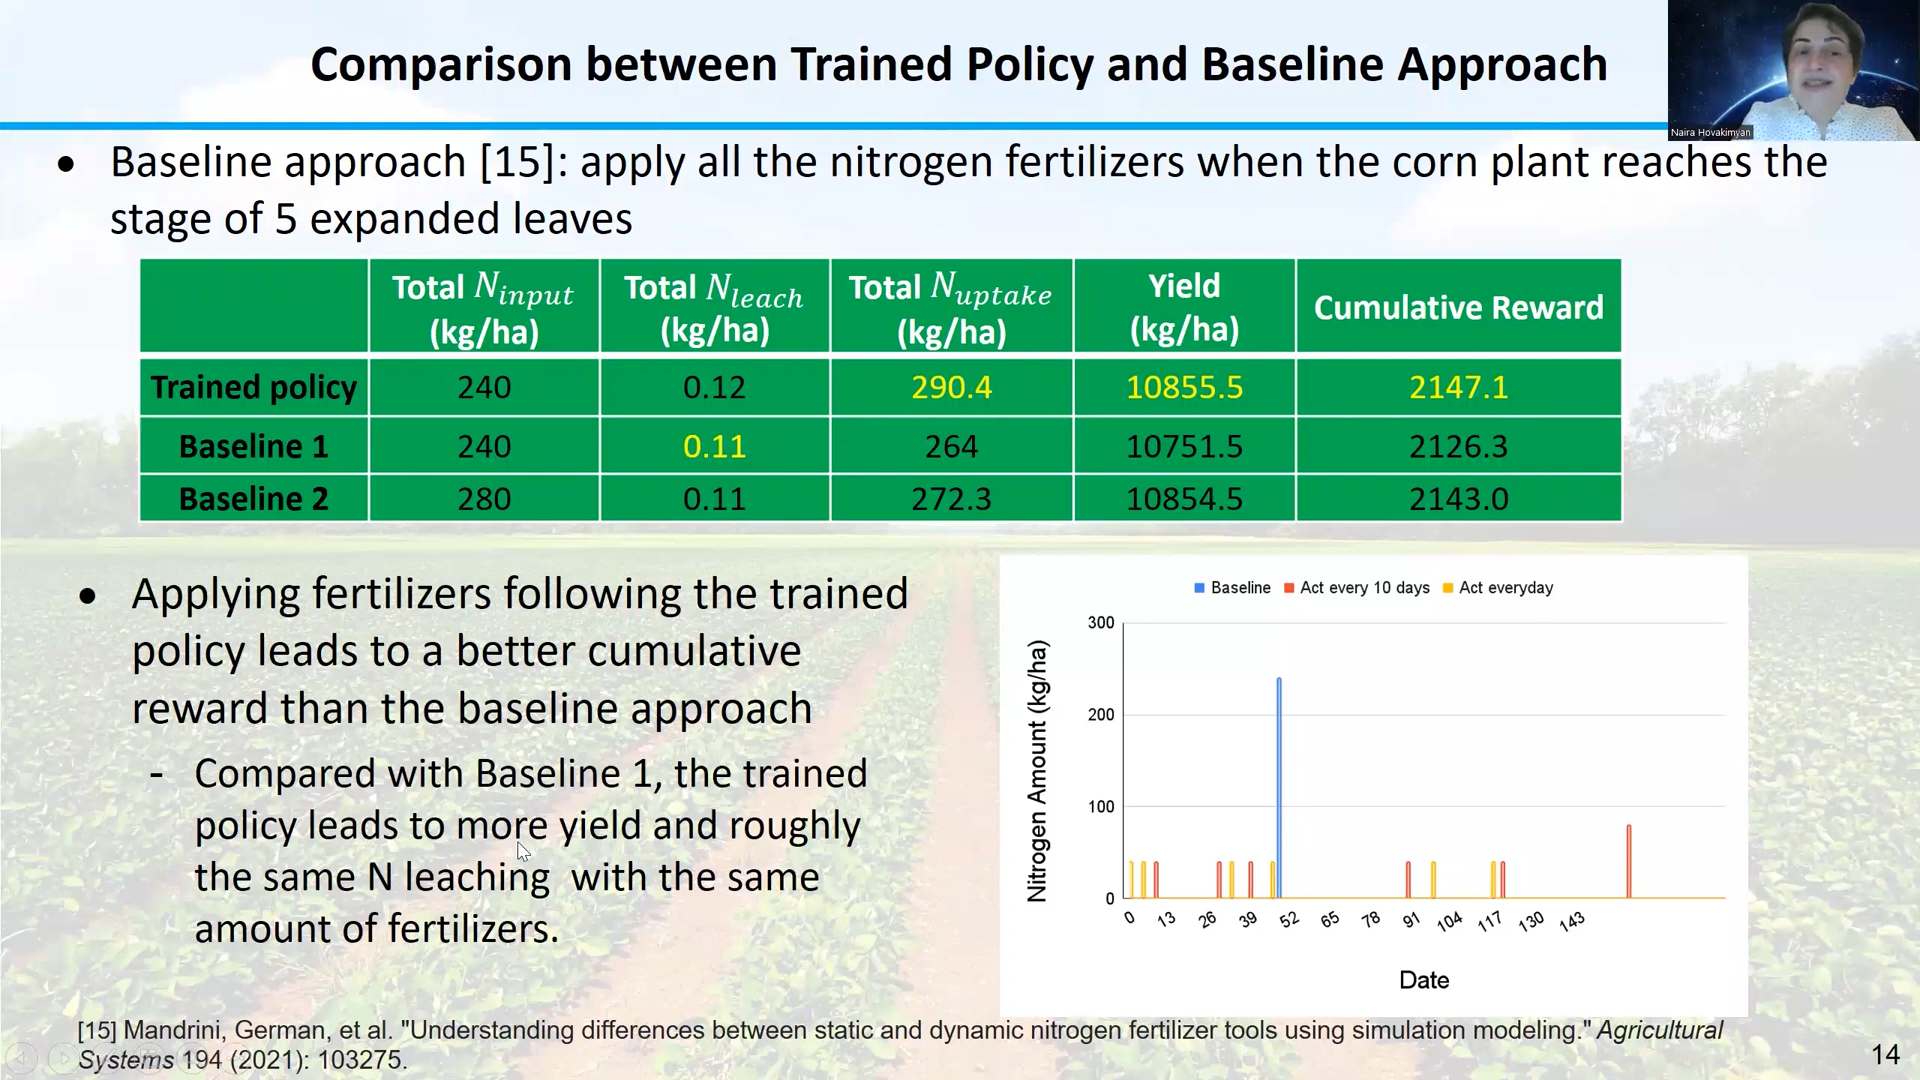 Comparison between Trained Policy and Baseline Approach
Naira Hovakimyan
• Baseline approach [15]: apply all the nitrogen fertilizers when the corn plant reaches the
stage of 5 expanded leaves
Total N_input (kg/ha) Total N_leach (kg/ha) Total N_uptake (kg/ha) Yield (kg/ha) Cumulative Reward
Trained policy 240 0.12 290.4 10855.5 2147.1
Baseline 1 240 0.11 264 10751.5 2126.3
Baseline 2 280 0.11 272.3 10854.5 2143.0
• Applying fertilizers following the trained
policy leads to a better cumulative
reward than the baseline approach
- Compared with Baseline 1, the trained
policy leads to more yield and roughly
the same N leaching with the same
amount of fertilizers.
Baseline Act every 10 days Act everyday
Nitrogen Amount (kg/ha)
300
200
100
0
0 13 26 39 52 65 78 91 104 117 130 143
Date
[15] Mandrini, German, et al. "Understanding differences between static and dynamic nitrogen fertilizer tools using simulation modeling." Agricultural
Systems 194 (2021): 103275.
14